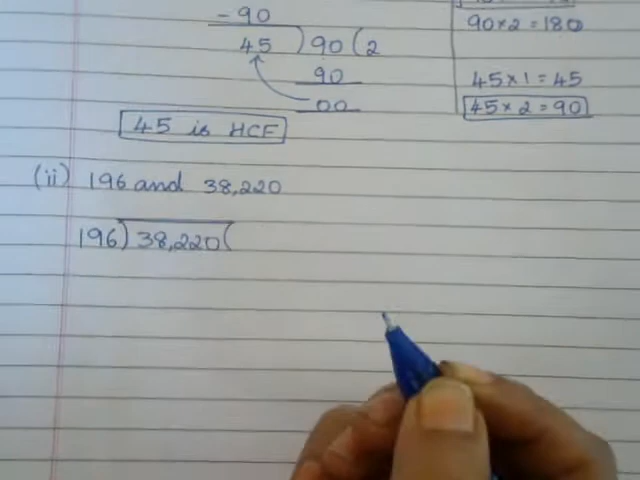 - 90
45 ) 90 ( 2
90
00
45 is HCF
90 × 2 = 180
45 × 1 = 45
45 × 2 = 90
(ii) 196 and 38,220
196 ) 38,220 (